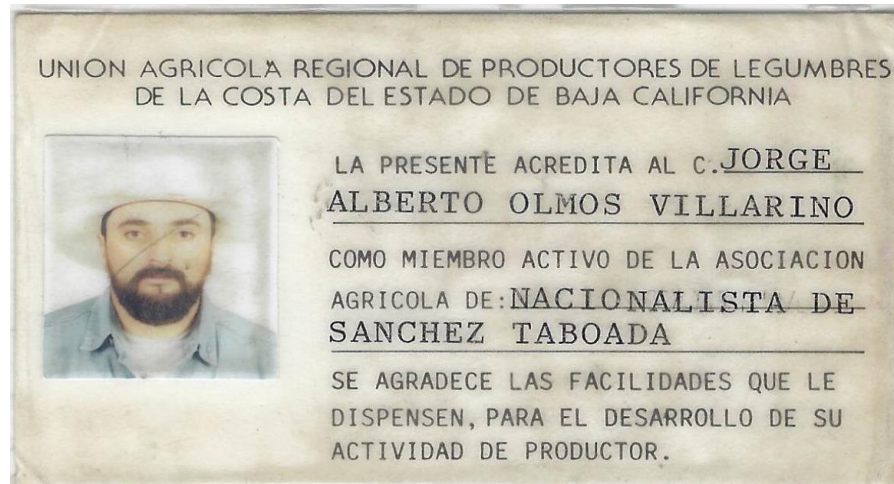 UNION AGRICOLA REGIONAL DE PRODUCTORES DE LEGUMBRES
DE LA COSTA DEL ESTADO DE BAJA CALIFORNIA
LA PRESENTE ACREDITA AL C. JORGE
ALBERTO OLMOS VILLARINO
COMO MIEMBRO ACTIVO DE LA ASOCIACION
AGRICOLA DE: NACIONALISTA DE
SANCHEZ TABOADA
SE AGRADECE LAS FACILIDADES QUE LE
DISPENSEN, PARA EL DESARROLLO DE SU
ACTIVIDAD DE PRODUCTOR.